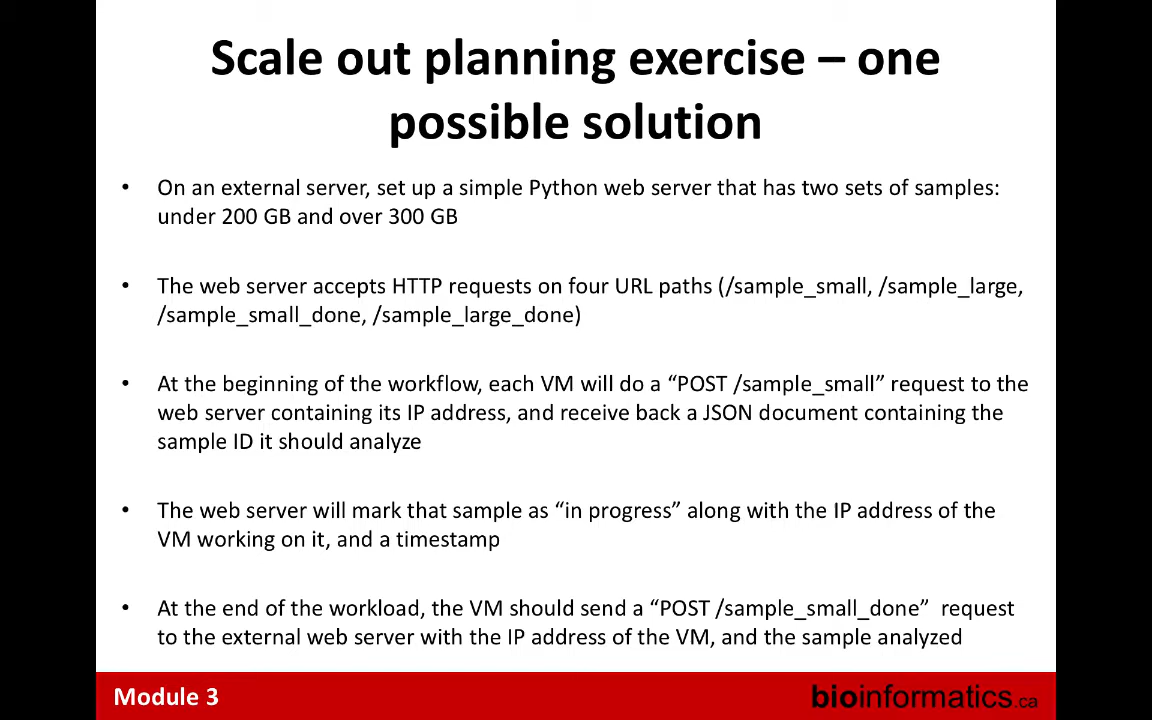 Scale out planning exercise – one
possible solution
• On an external server, set up a simple Python web server that has two sets of samples:
under 200 GB and over 300 GB
• The web server accepts HTTP requests on four URL paths (/sample_small, /sample_large,
/sample_small_done, /sample_large_done)
• At the beginning of the workflow, each VM will do a “POST /sample_small” request to the
web server containing its IP address, and receive back a JSON document containing the
sample ID it should analyze
• The web server will mark that sample as “in progress” along with the IP address of the
VM working on it, and a timestamp
• At the end of the workload, the VM should send a “POST /sample_small_done” request
to the external web server with the IP address of the VM, and the sample analyzed
Module 3
bioinformatics.ca